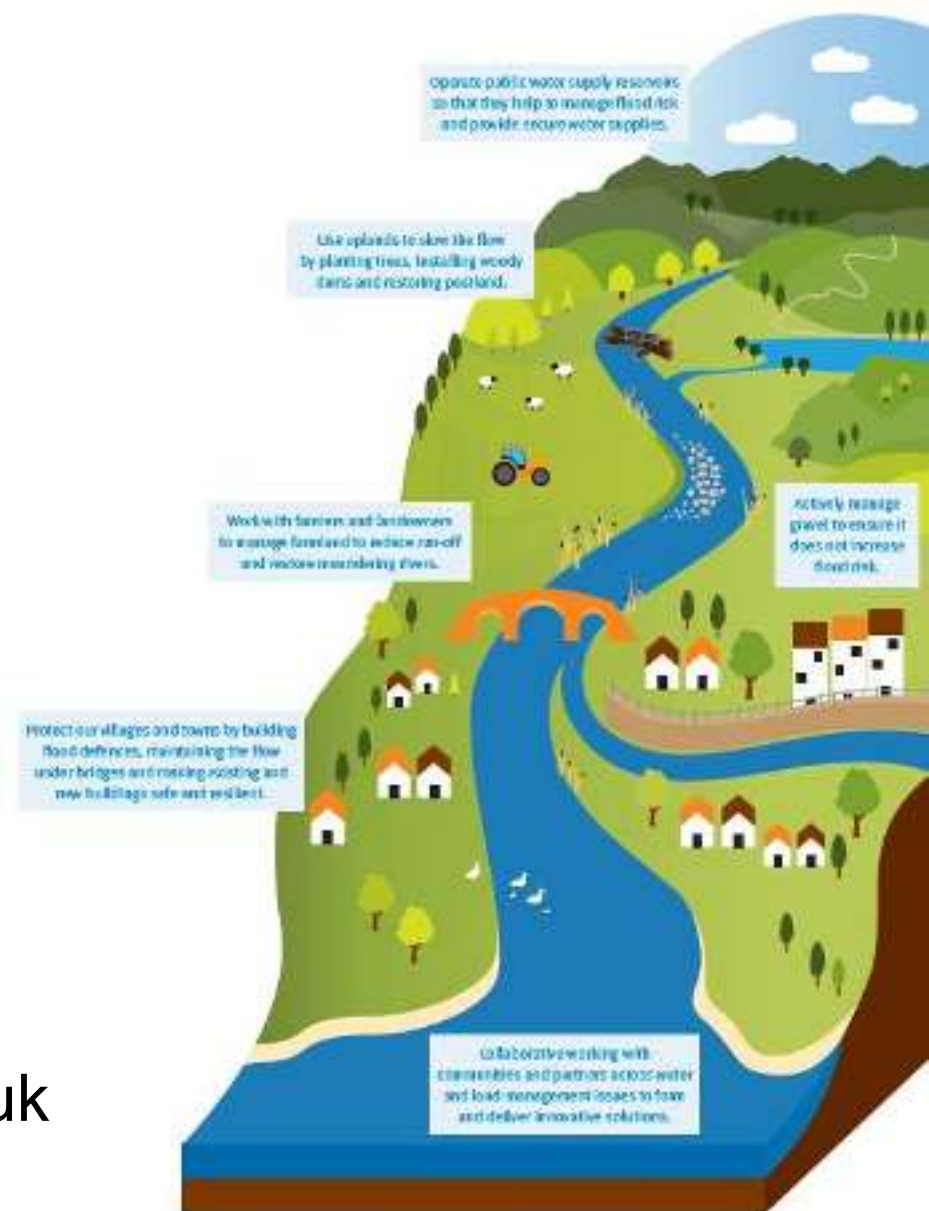 Operate public water supply reservoirs
so that they help to manage flood risk
and provide secure water supplies.
Use uplands to slow the flow
by planting trees, installing woody
dams and restoring peatland.
Work with farmers and landowners
to manage farmland to reduce run-off
and restore meandering rivers.
Actively manage
gravel to ensure it
does not increase
flood risk.
Protect our villages and towns by building
flood defences, maintaining the flow
under bridges and making existing and
new buildings safe and resilient.
Collaborative working with
communities and partners across water
and land management issues to form
and deliver innovative solutions.
uk